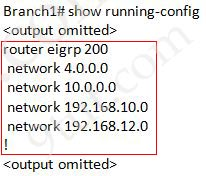 Branch1# show running-config
<output omitted>
router eigrp 200
network 4.0.0.0
network 10.0.0.0
network 192.168.10.0
network 192.168.12.0
!
<output omitted>